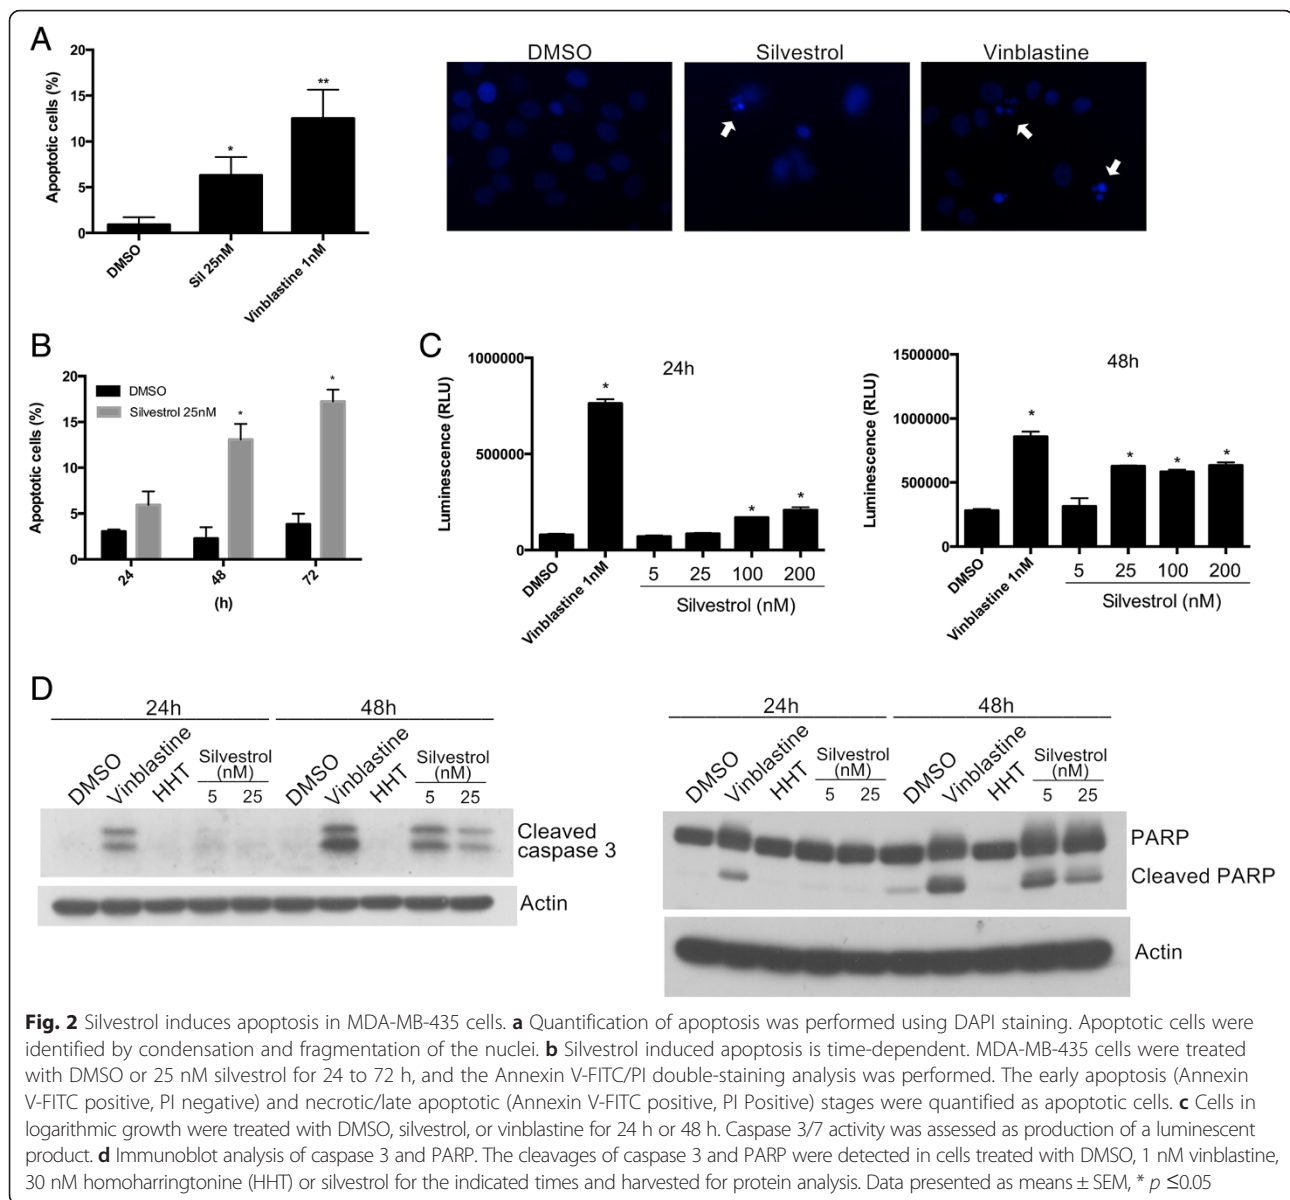 A
20
15
10
5
0
Apoptotic cells (%)
*
**
DMSO
Sil 25nM
Vinblastine 1nM
DMSO
Silvestrol
Vinblastine
B
20
15
10
5
0
Apoptotic cells (%)
DMSO
Silvestrol 25nM
*
*
24
48
72
(h)
C
1000000
500000
0
Luminescence (RLU)
24h
*
*
*
DMSO
Vinblastine 1nM
5 25 100 200
Silvestrol (nM)
1500000
1000000
500000
0
Luminescence (RLU)
48h
*
*
*
*
DMSO
Vinblastine 1nM
5 25 100 200
Silvestrol (nM)
D
24h 48h
DMSO Vinblastine HHT Silvestrol (nM) 5 25 DMSO Vinblastine HHT Silvestrol (nM) 5 25
Cleaved
caspase 3
Actin
24h 48h
DMSO Vinblastine HHT Silvestrol (nM) 5 25 DMSO Vinblastine HHT Silvestrol (nM) 5 25
PARP
Cleaved PARP
Actin
Fig. 2 Silvestrol induces apoptosis in MDA-MB-435 cells. a Quantification of apoptosis was performed using DAPI staining. Apoptotic cells were
identified by condensation and fragmentation of the nuclei. b Silvestrol induced apoptosis is time-dependent. MDA-MB-435 cells were treated
with DMSO or 25 nM silvestrol for 24 to 72 h, and the Annexin V-FITC/PI double-staining analysis was performed. The early apoptosis (Annexin
V-FITC positive, PI negative) and necrotic/late apoptotic (Annexin V-FITC positive, PI Positive) stages were quantified as apoptotic cells. c Cells in
logarithmic growth were treated with DMSO, silvestrol, or vinblastine for 24 h or 48 h. Caspase 3/7 activity was assessed as production of a luminescent
product. d Immunoblot analysis of caspase 3 and PARP. The cleavages of caspase 3 and PARP were detected in cells treated with DMSO, 1 nM vinblastine,
30 nM homoharringtonine (HHT) or silvestrol for the indicated times and harvested for protein analysis. Data presented as means ± SEM, * p ≤0.05